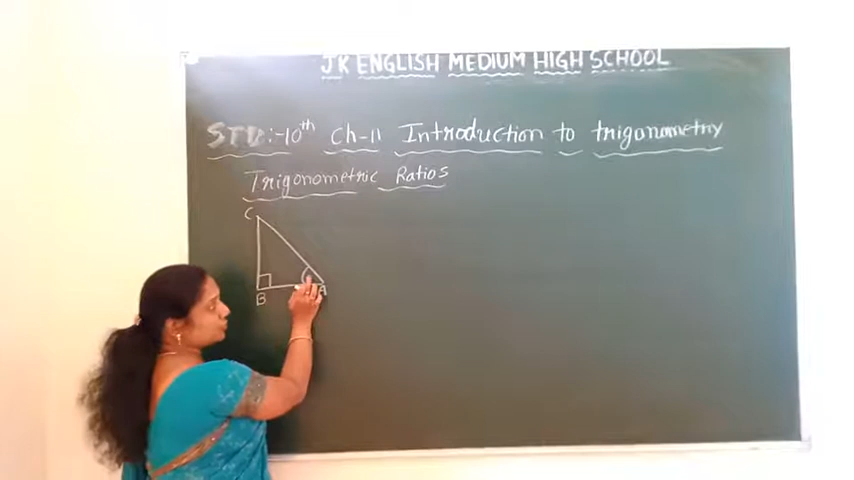 JK ENGLISH MEDIUM HIGH SCHOOL
STD:-10th Ch-11 Introduction to trigonometry
Trigonometric Ratios
C
B A